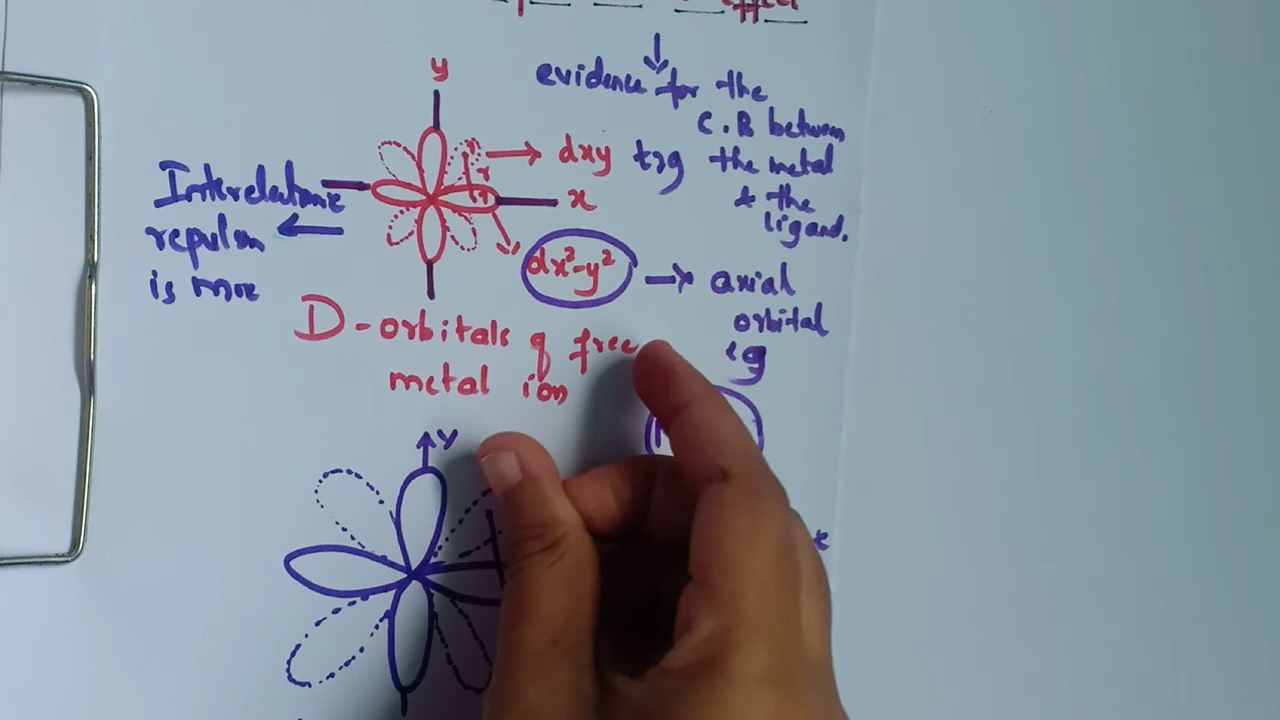 effect
evidence for the
C.B between
the metal
& the
ligand.
y
dxy t2g
x
Interelectronic
repulsion
is more
dx²-y²
axial
orbital
eg
D-orbitals of free
metal ion
y